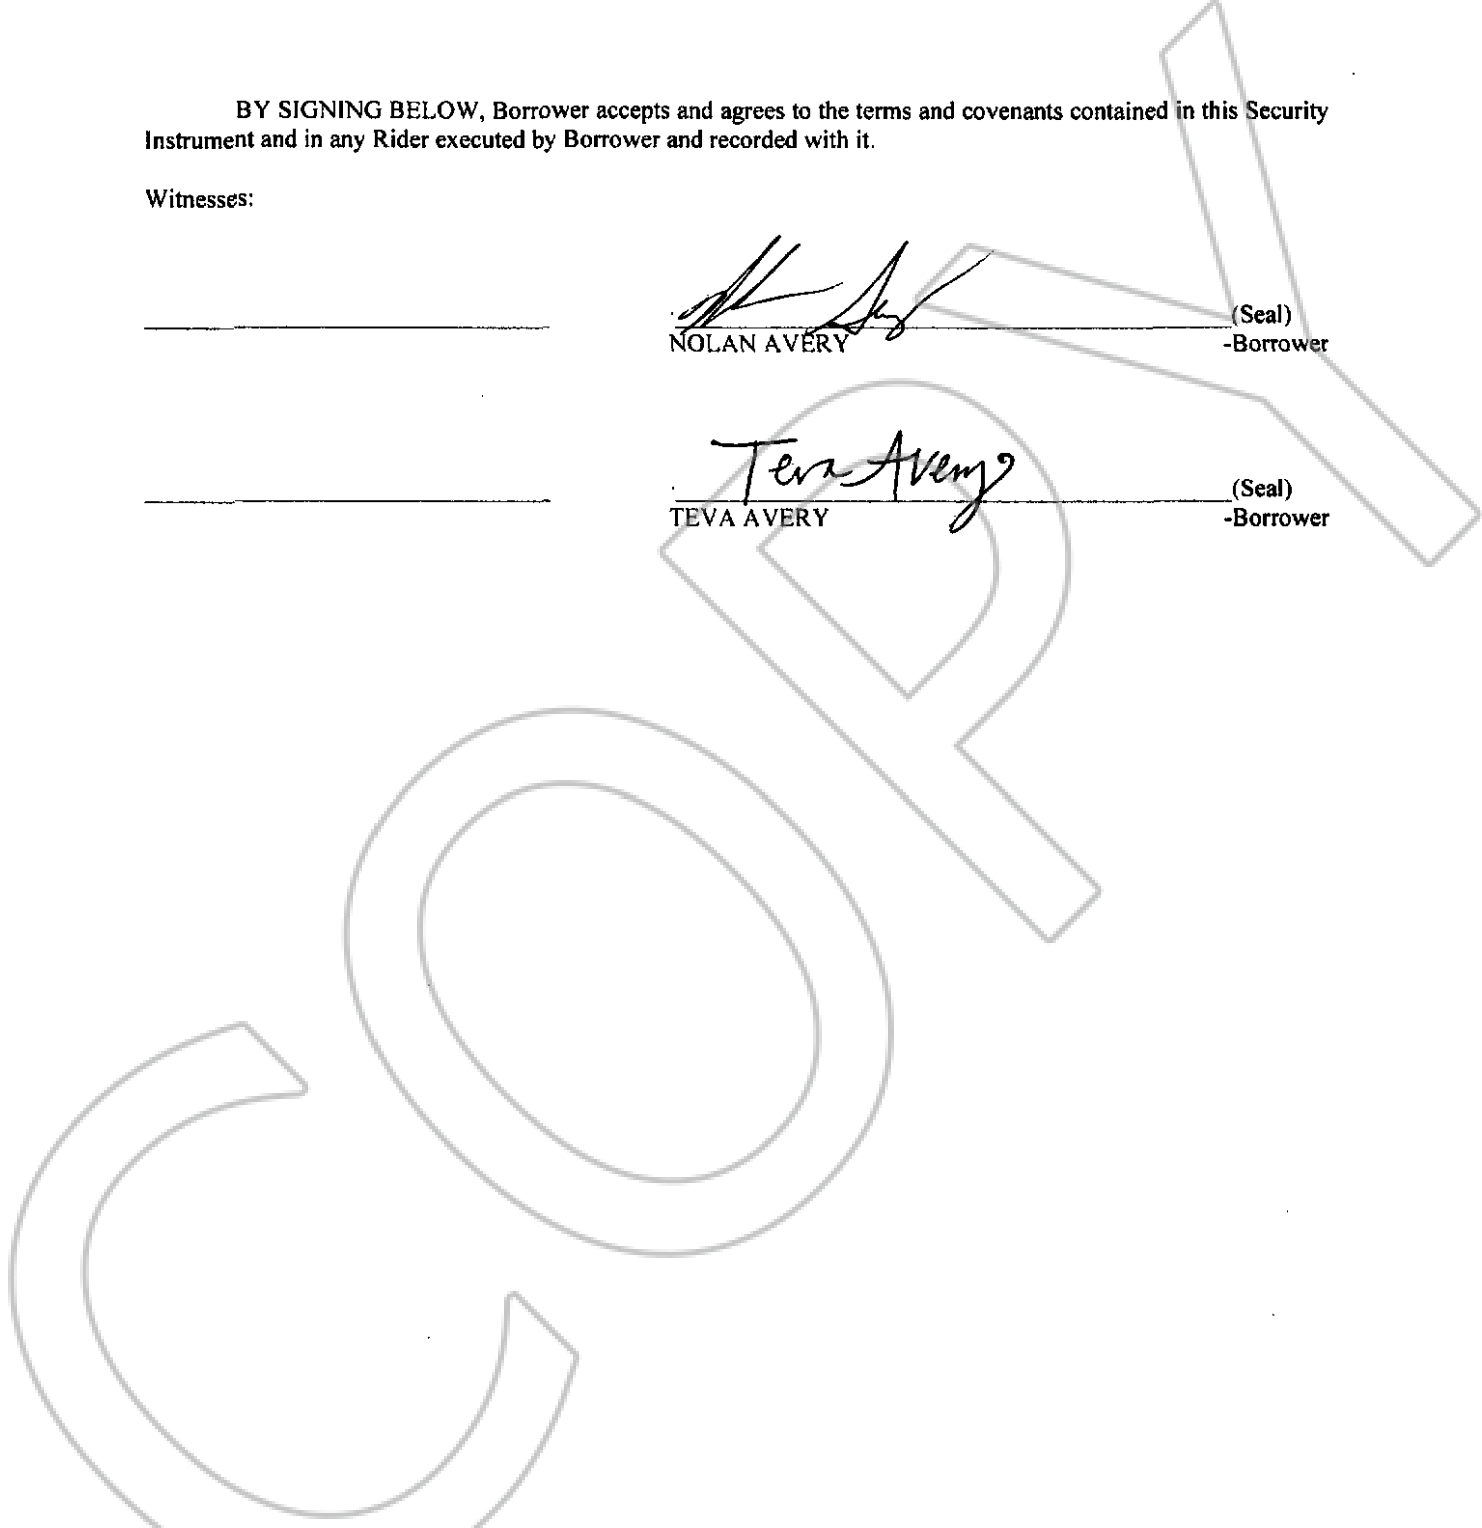 BY SIGNING BELOW, Borrower accepts and agrees to the terms and covenants contained in this Security
Instrument and in any Rider executed by Borrower and recorded with it.
Witnesses:
(Seal)
NOLAN AVERY -Borrower
Teva Avery (Seal)
TEVA AVERY -Borrower
COPY